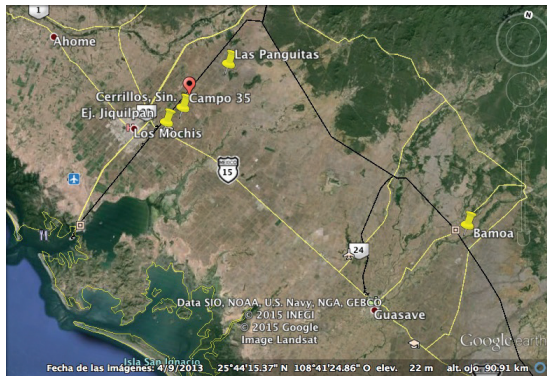 1
N
Ahome
Las Panguitas
Cerrillos, Sin.
Campo 35
Ej. Jiquilpan
Los Mochis
MEXICO
15
Bamoa
24
Guasave
Data SIO, NOAA, U.S. Navy, NGA, GEBCO
© 2015 INEGI
© 2015 Google
Image Landsat
Google earth
Isla San Ignacio
Fecha de las imágenes: 4/9/2013 25°44'15.37" N 108°41'24.86" O elev. 22 m alt. ojo 90.91 km